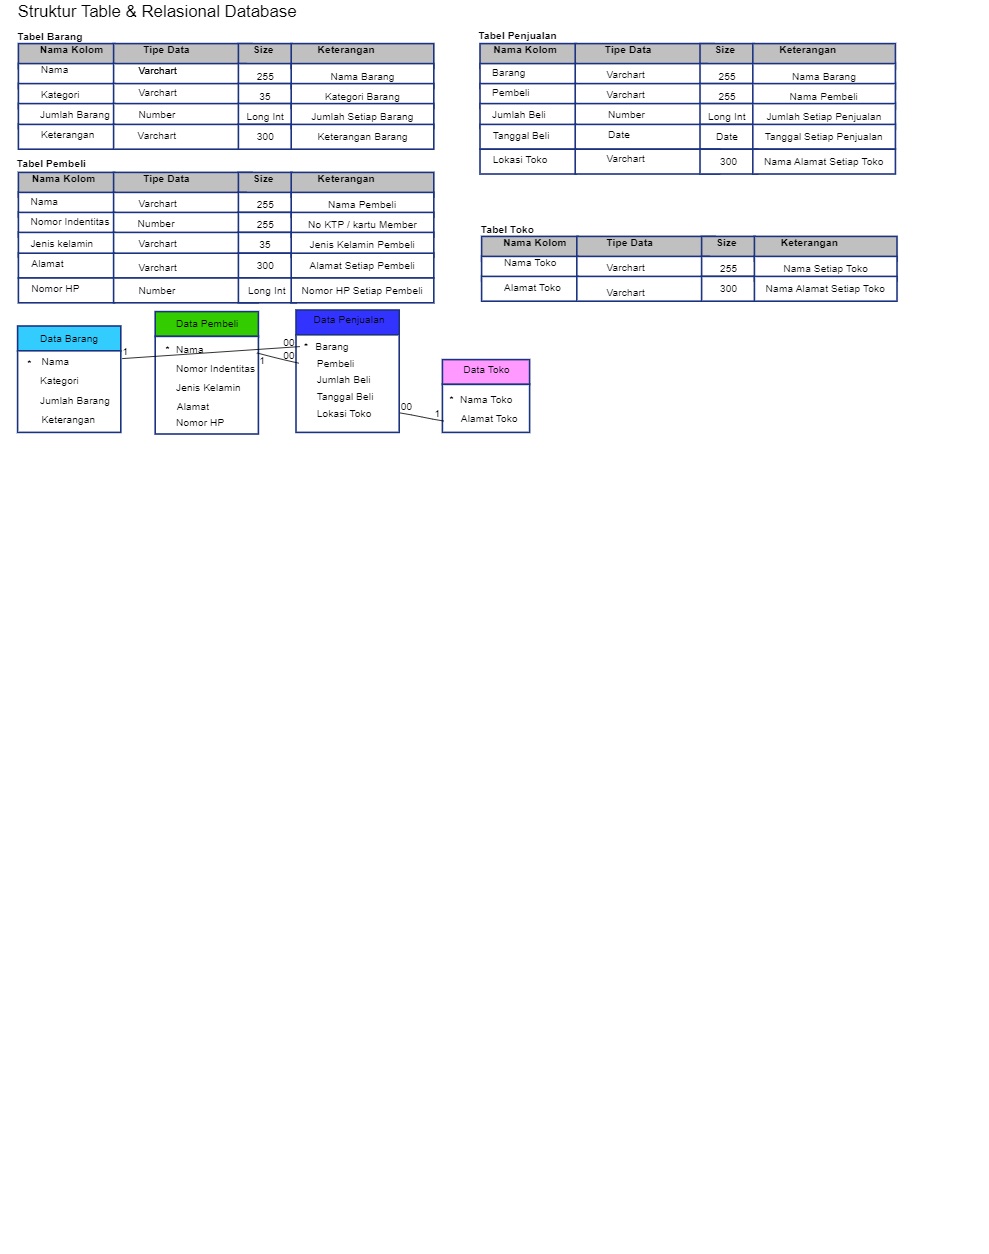 Struktur Table & Relasional Database
Tabel Barang
Nama Kolom Tipe Data Size Keterangan
Nama Varchart 255 Nama Barang
Kategori Varchart 35 Kategori Barang
Jumlah Barang Number Long Int Jumlah Setiap Barang
Keterangan Varchart 300 Keterangan Barang
Tabel Pembeli
Nama Kolom Tipe Data Size Keterangan
Nama Varchart 255 Nama Pembeli
Nomor Indentitas Number 255 No KTP / kartu Member
Jenis kelamin Varchart 35 Jenis Kelamin Pembeli
Alamat Varchart 300 Alamat Setiap Pembeli
Nomor HP Number Long Int Nomor HP Setiap Pembeli
Tabel Penjualan
Nama Kolom Tipe Data Size Keterangan
Barang Varchart 255 Nama Barang
Pembeli Varchart 255 Nama Pembeli
Jumlah Beli Number Long Int Jumlah Setiap Penjualan
Tanggal Beli Date Date Tanggal Setiap Penjualan
Lokasi Toko Varchart 300 Nama Alamat Setiap Toko
Tabel Toko
Nama Kolom Tipe Data Size Keterangan
Nama Toko Varchart 255 Nama Setiap Toko
Alamat Toko Varchart 300 Nama Alamat Setiap Toko
Data Barang
* Nama
Kategori
Jumlah Barang
Keterangan
1
Data Pembeli
* Nama
Nomor Indentitas
Jenis Kelamin
Alamat
Nomor HP
1
00
00
Data Penjualan
* Barang
Pembeli
Jumlah Beli
Tanggal Beli
Lokasi Toko
00
1
Data Toko
* Nama Toko
Alamat Toko